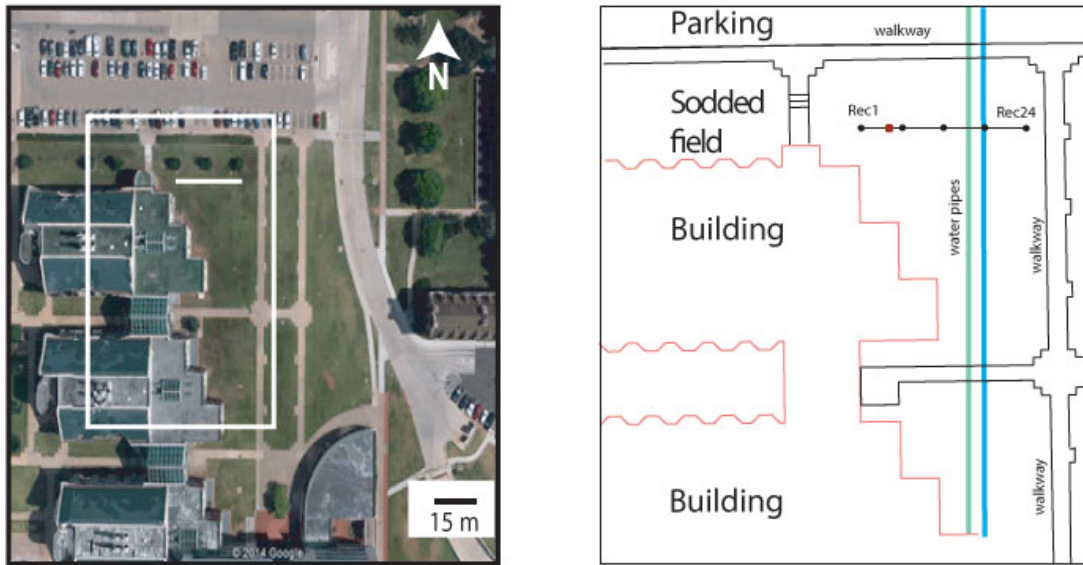 N
15 m
© 2014 Google
Parking
walkway
Sodded
field
Rec1
Rec24
Building
water pipes
walkway
Building
walkway